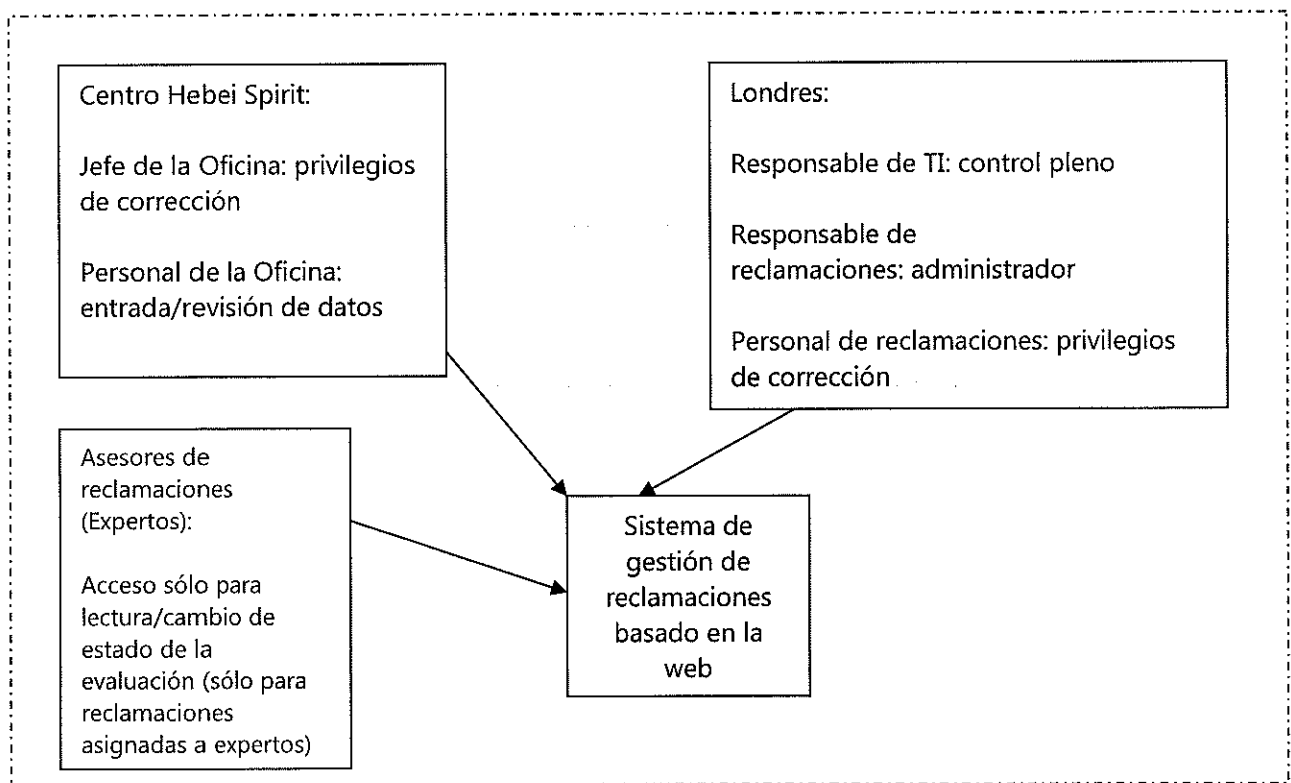 Centro Hebei Spirit:
Jefe de la Oficina: privilegios
de corrección
Personal de la Oficina:
entrada/revisión de datos
Londres:
Responsable de TI: control pleno
Responsable de
reclamaciones: administrador
Personal de reclamaciones: privilegios
de corrección
Asesores de
reclamaciones
(Expertos):
Acceso sólo para
lectura/cambio de
estado de la
evaluación (sólo para
reclamaciones
asignadas a expertos)
Sistema de
gestión de
reclamaciones
basado en la
web